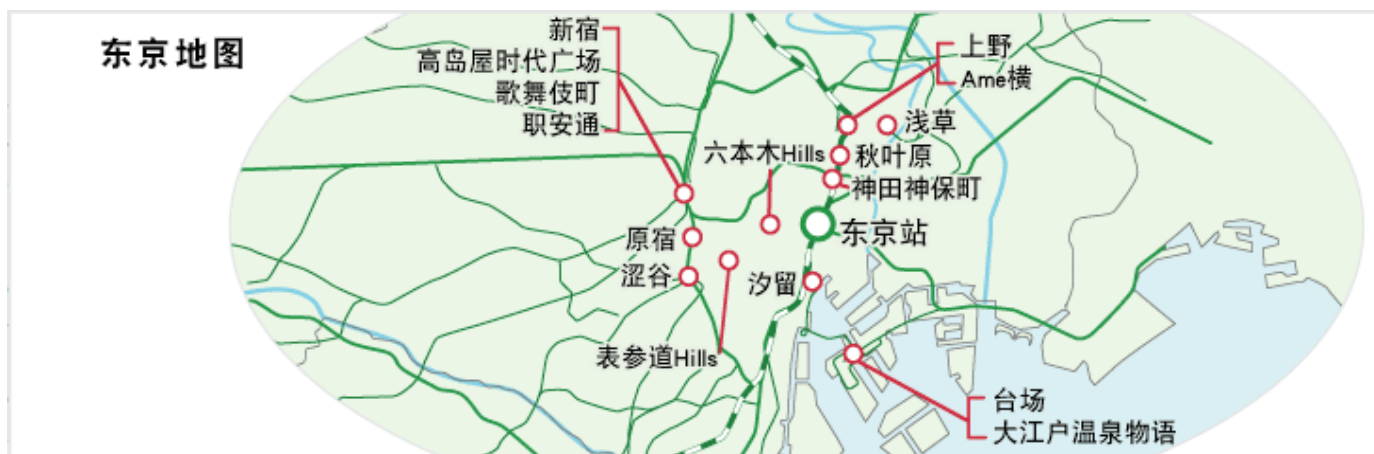 东京地图
新宿
高岛屋时代广场
歌舞伎町
职安通
上野
Ame横
浅草
六本木Hills
秋叶原
神田神保町
东京站
原宿
涩谷
汐留
表参道Hills
台场
大江户温泉物语